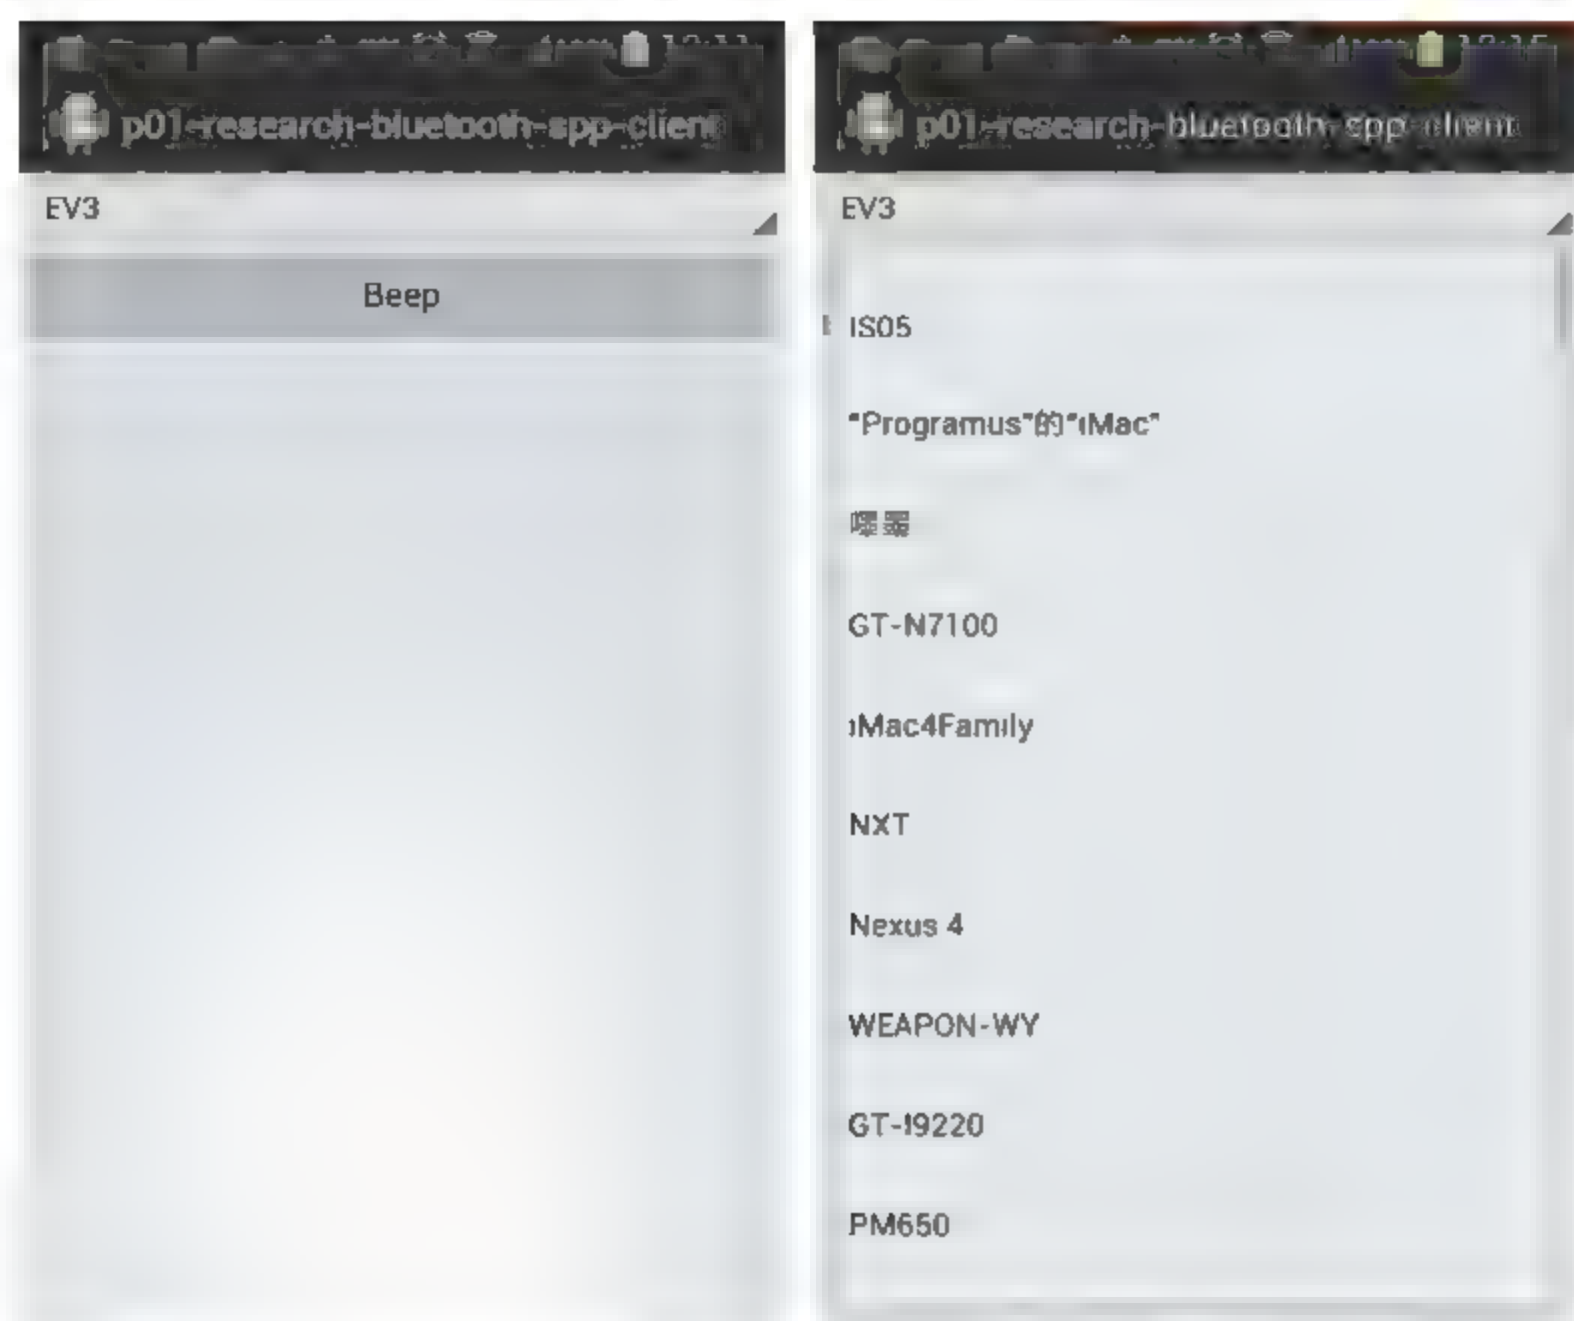 p01-research-bluetooth-spp-client
EV3
Beep
p01-research-bluetooth-spp-client
EV3
IS05
“Programus”的“iMac”
GT-N7100
iMac4Family
NXT
Nexus 4
WEAPON-WY
GT-I9220
PM650